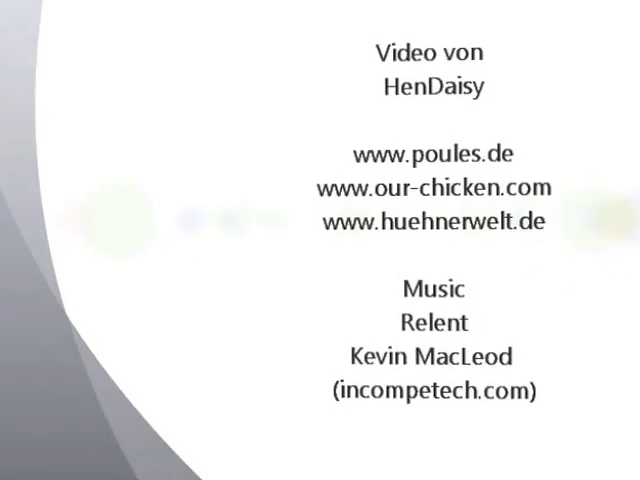 Video von
HenDaisy
www.poules.de
www.our-chicken.com
www.huehnerwelt.de
Music
Relent
Kevin MacLeod
(incompetech.com)